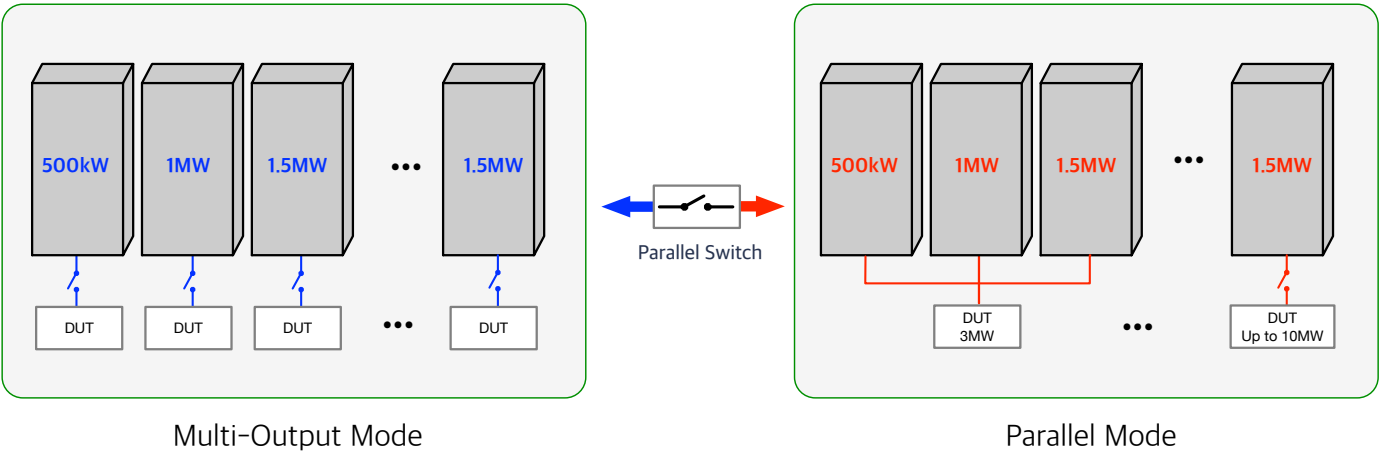 500kW
1MW
1.5MW
•••
1.5MW
DUT
DUT
DUT
•••
DUT
Multi-Output Mode
Parallel Switch
500kW
1MW
1.5MW
•••
1.5MW
DUT
3MW
•••
DUT
Up to 10MW
Parallel Mode